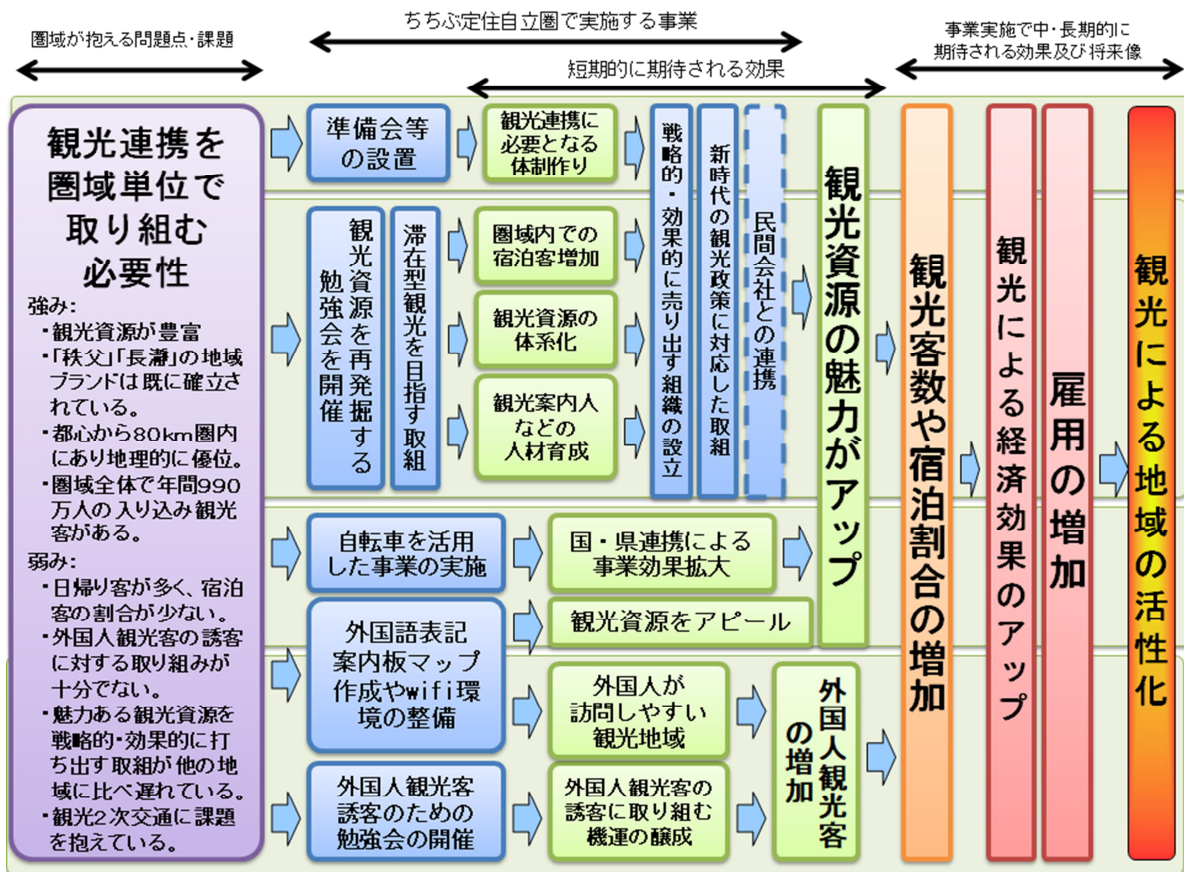 圏域が抱える問題点・課題
ちちぶ定住自立圏で実施する事業
短期的に期待される効果
事業実施で中・長期的に
期待される効果及び将来像
観光連携を
圏域単位で
取り組む
必要性
強み：
・観光資源が豊富
・「秩父」「長瀞」の地域
ブランドは既に確立さ
れている。
・都心から80km圏内
にあり地理的に優位。
・圏域全体で年間990
万人の入り込み観光
客がある。
弱み：
・日帰り客が多く、宿泊
客の割合が少ない。
・外国人観光客の誘客
に対する取り組みが
十分でない。
・魅力ある観光資源を
戦略的・効果的に打
ち出す取組が他の地
域に比べ遅れている。
・観光2次交通に課題
を抱えている。
準備会等
の設置
観光連携に
必要となる
体制作り
観光資源を再発掘する
勉強会を開催
滞在型観光を目指す取組
圏域内での
宿泊客増加
観光資源の
体系化
観光案内人
などの
人材育成
戦略的・効果的に売り出す組織の設立
新時代の観光政策に対応した取組
民間会社との連携
自転車を活用
した事業の実施
国・県連携による
事業効果拡大
外国語表記
案内板マップ
作成やwifi環
境の整備
観光資源をアピール
外国人が
訪問しやすい
観光地域
外国人観光客
誘客のための
勉強会の開催
外国人観光客の
誘客に取り組む
機運の醸成
外国人観光客
の増加
観光資源の魅力がアップ
観光客数や宿泊割合の増加
観光による経済効果のアップ
雇用の増加
観光による地域の活性化